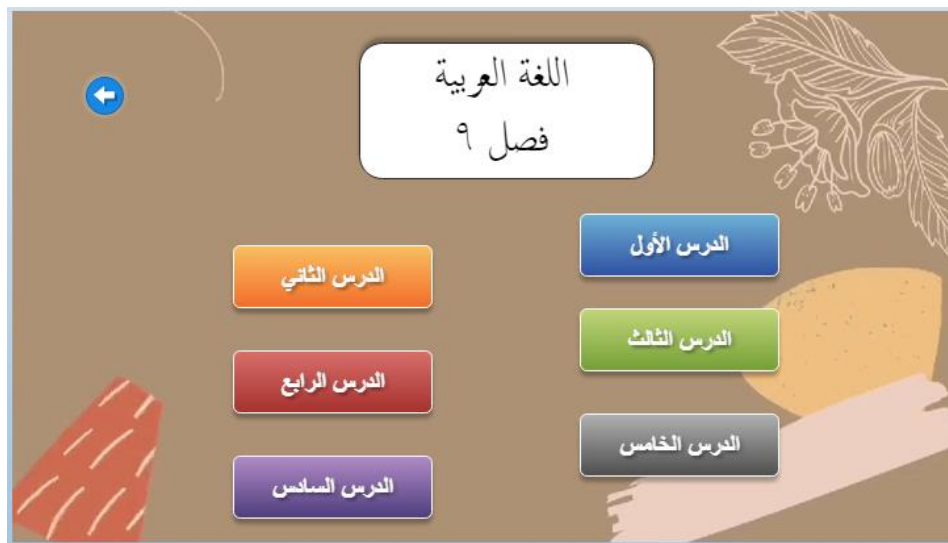 اللغة العربية
فصل ٩
الدرس الأول
الدرس الثاني
الدرس الثالث
الدرس الرابع
الدرس الخامس
الدرس السادس